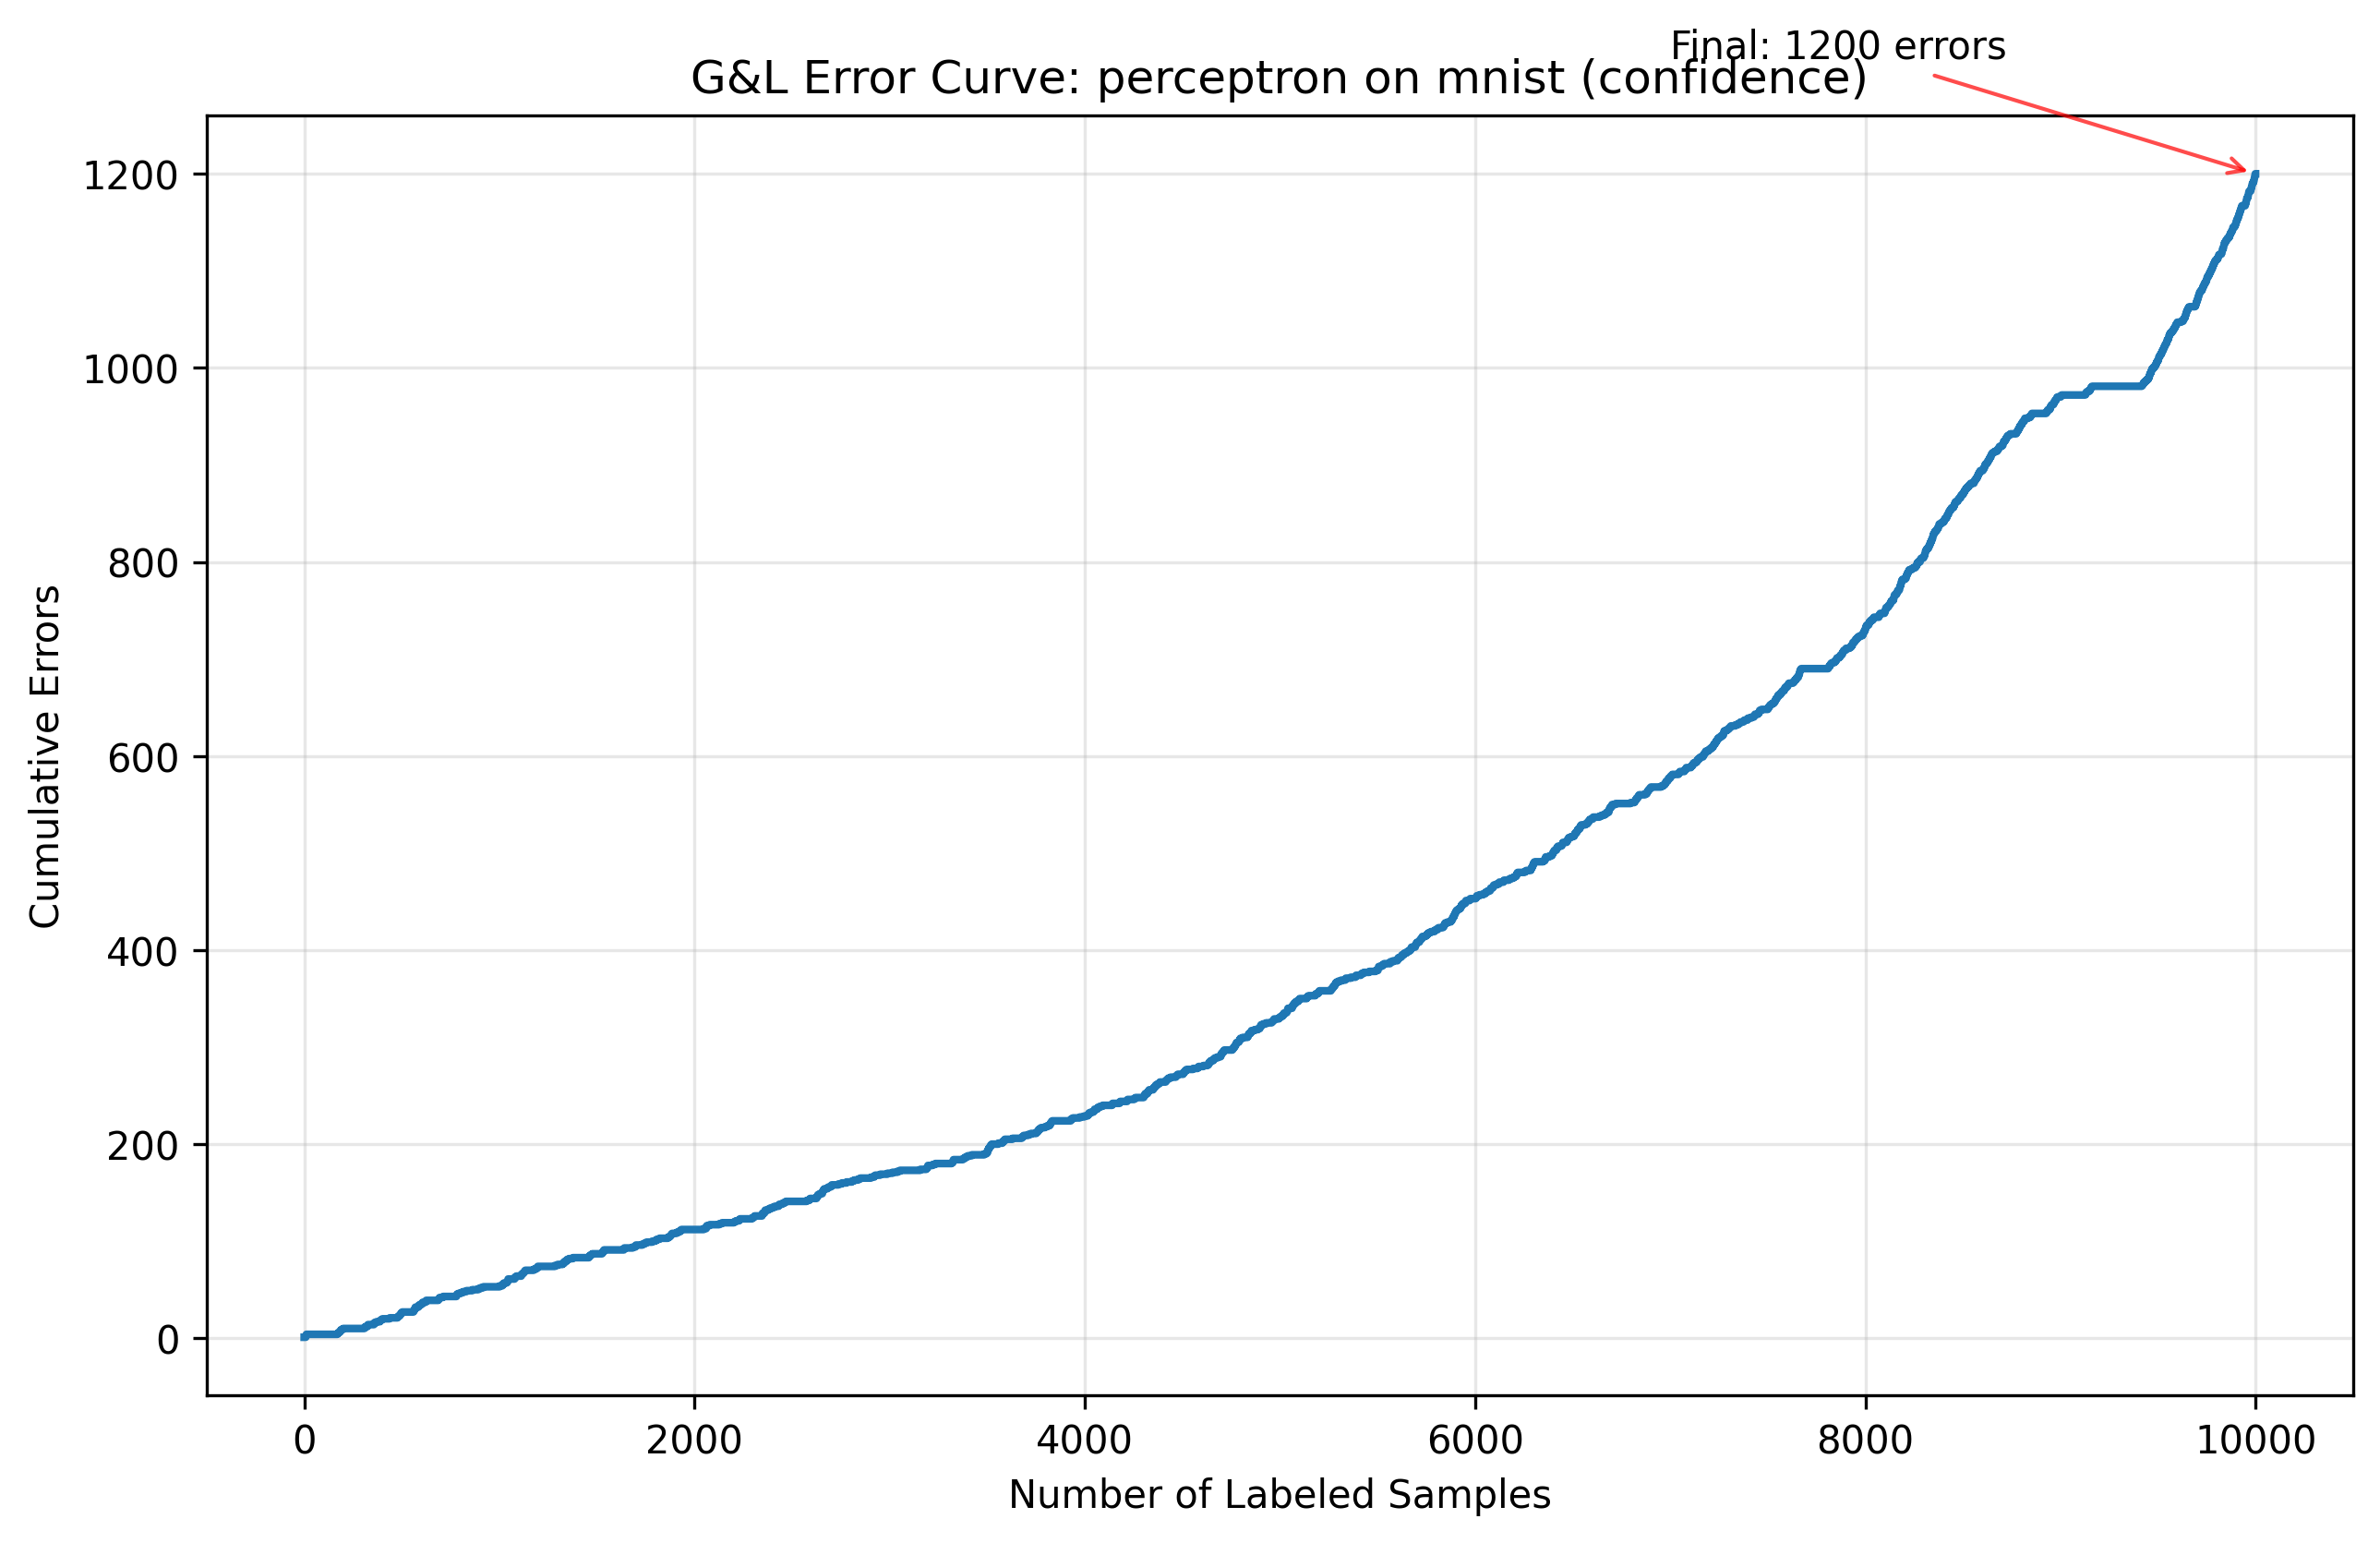 Final: 1200 errors
G&L Error Curve: perceptron on mnist (confidence)
Cumulative Errors
1200
1000
800
600
400
200
0
0 2000 4000 6000 8000 10000
Number of Labeled Samples